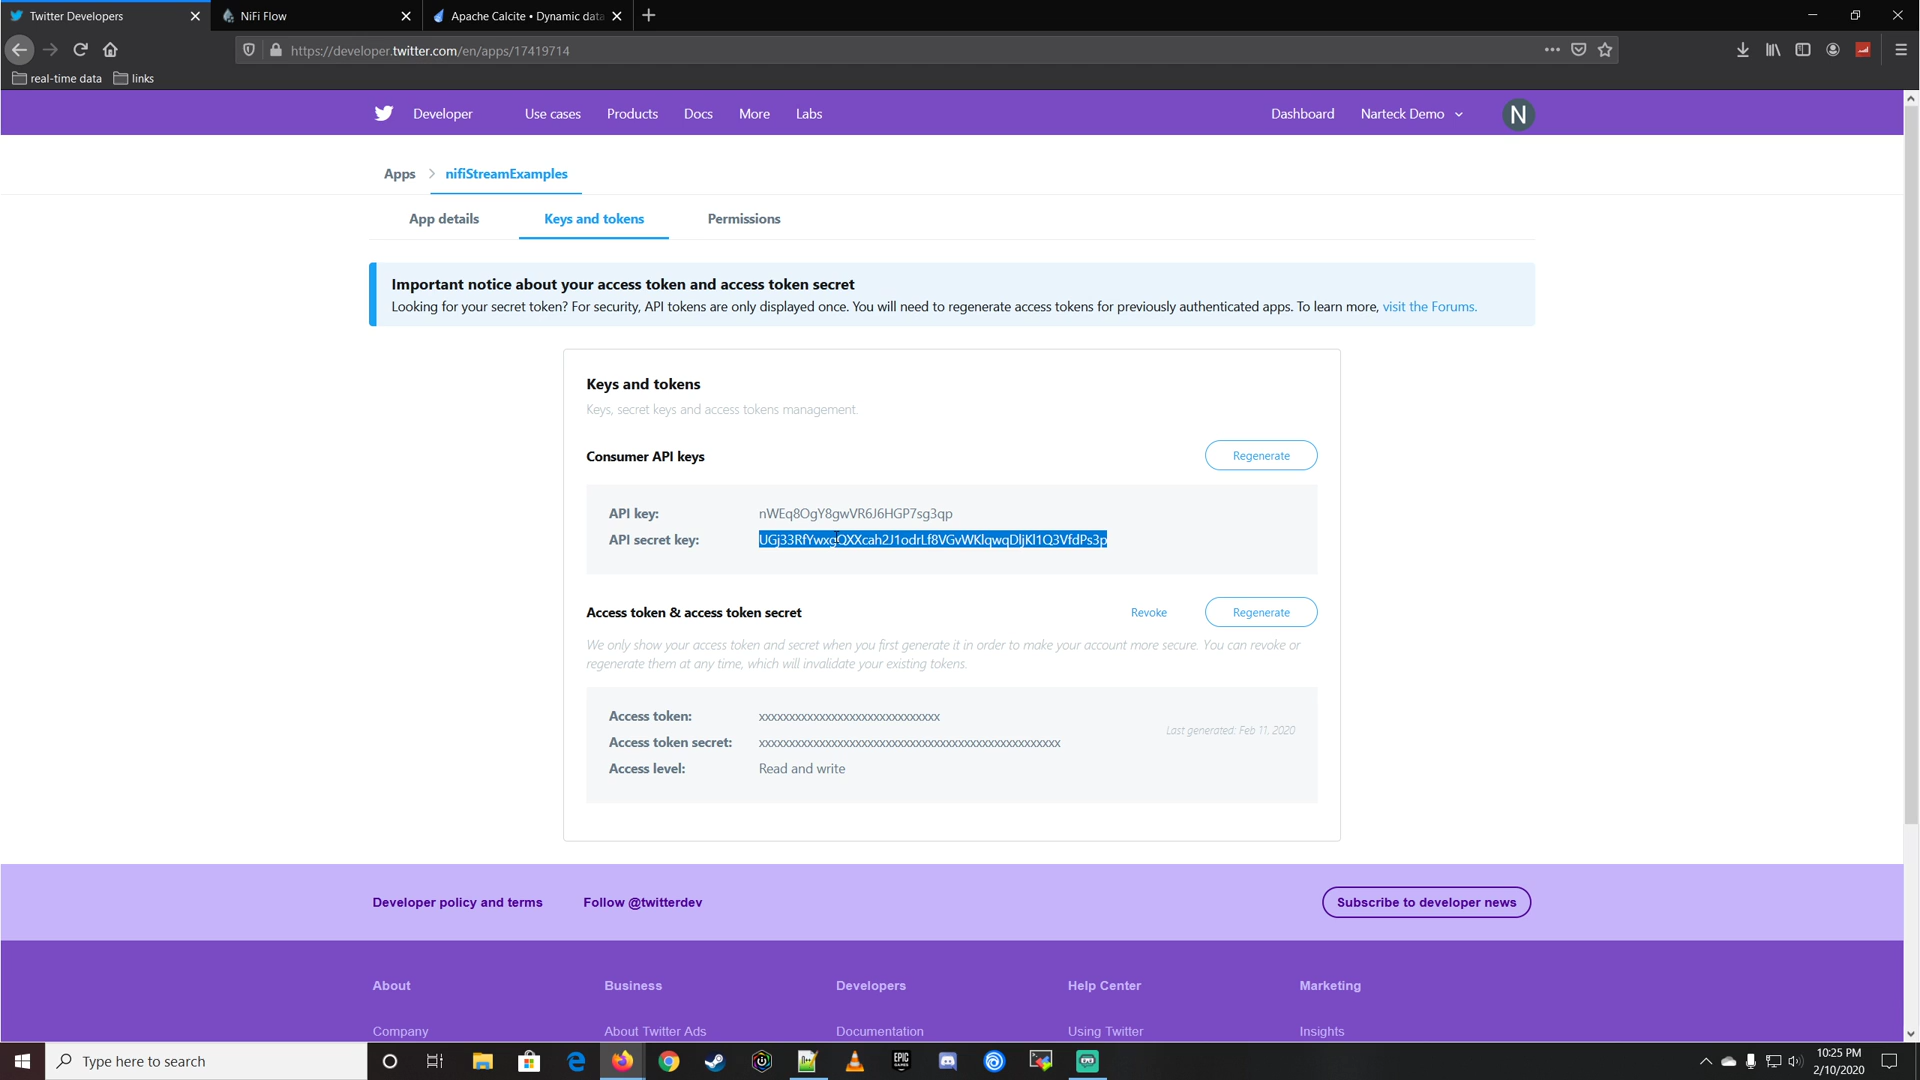 Twitter Developers
NiFi Flow
Apache Calcite • Dynamic data
https://developer.twitter.com/en/apps/17419714
real-time data
links
Developer
Use cases
Products
Docs
More
Labs
Dashboard
Narteck Demo
N
Apps
nifiStreamExamples
App details
Keys and tokens
Permissions
Important notice about your access token and access token secret
Looking for your secret token? For security, API tokens are only displayed once. You will need to regenerate access tokens for previously authenticated apps. To learn more, visit the Forums.
Keys and tokens
Keys, secret keys and access tokens management.
Consumer API keys
Regenerate
API key: nWEq8OgY8gwVR6J6HGP7sg3qp
API secret key: UGj33RfYwxgQXXcah2J1odrLf8VGvWKlqwqDljKl1Q3VfdPs3p
Access token & access token secret
Revoke
Regenerate
We only show your access token and secret when you first generate it in order to make your account more secure. You can revoke or
regenerate them at any time, which will invalidate your existing tokens.
Access token: xxxxxxxxxxxxxxxxxxxxxxxxxxxxxx
Last generated: Feb 11, 2020
Access token secret: xxxxxxxxxxxxxxxxxxxxxxxxxxxxxxxxxxxxxxxxxxxxxxxxxx
Access level: Read and write
Developer policy and terms
Follow @twitterdev
Subscribe to developer news
About
Business
Developers
Help Center
Marketing
Company
About Twitter Ads
Documentation
Using Twitter
Insights
Type here to search
EPIC GAMES
10:25 PM
2/10/2020